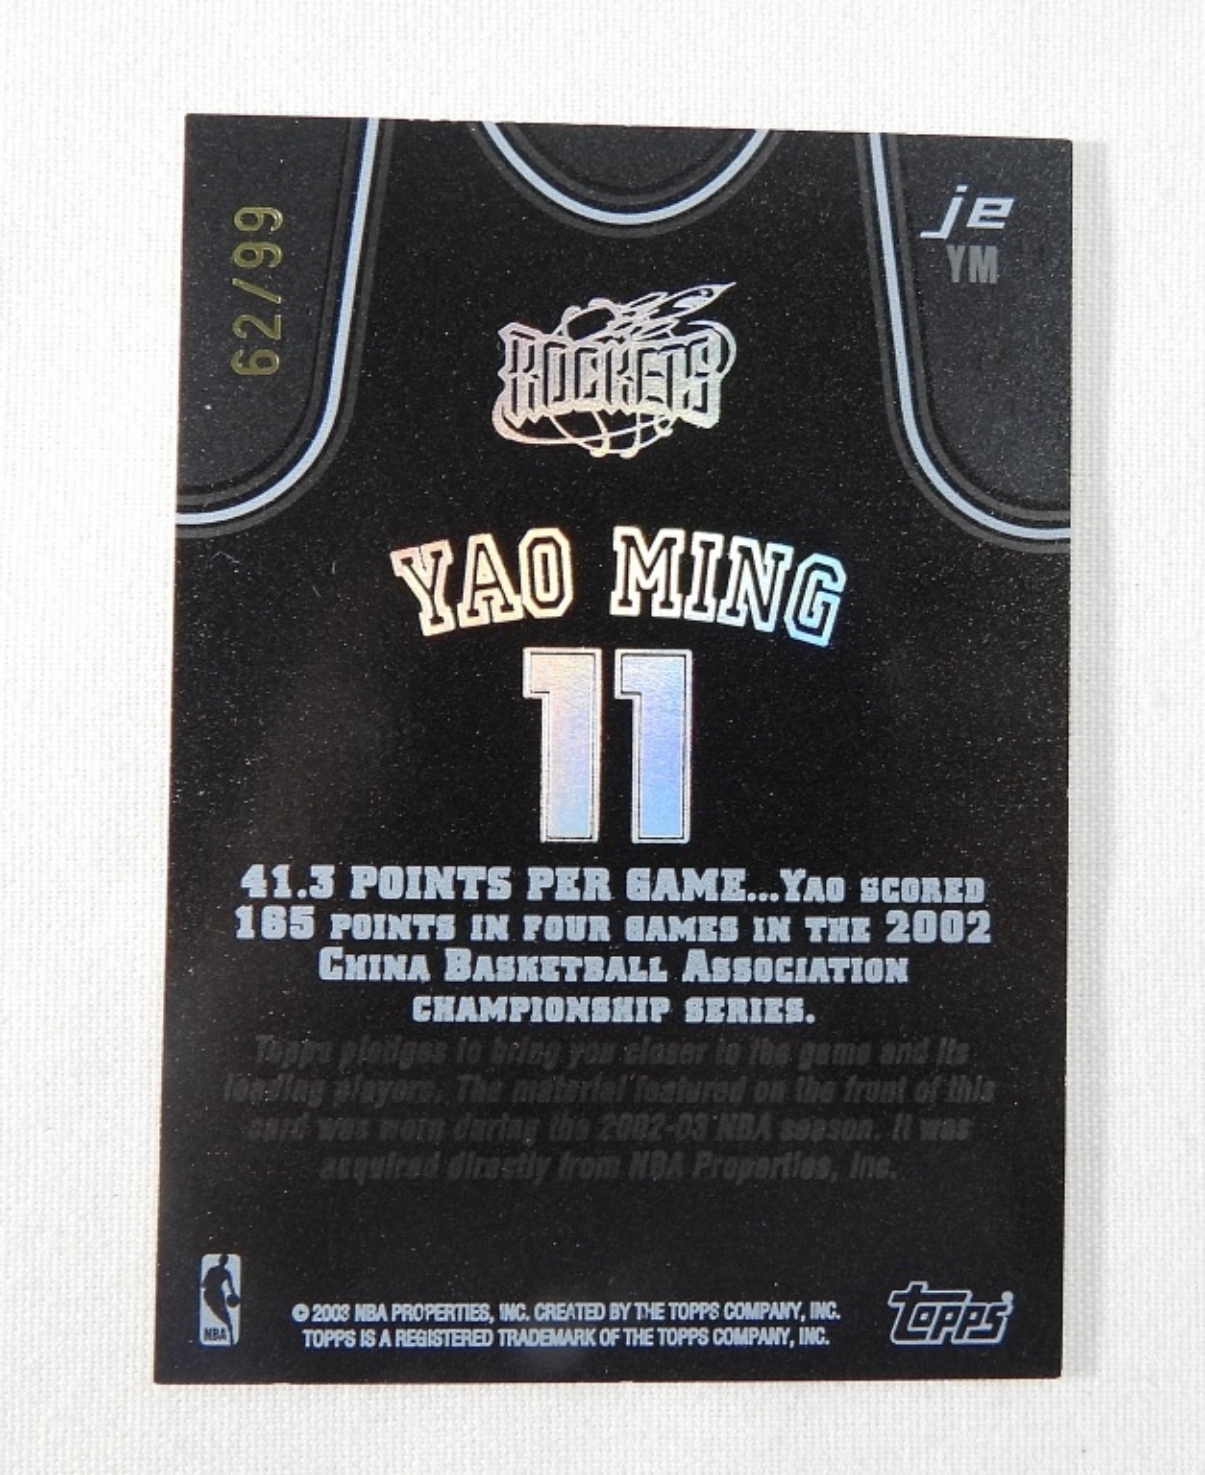 62/99
je
YM
ROCKETS
YAO MING
11
41.3 POINTS PER GAME...YAO SCORED
165 POINTS IN FOUR GAMES IN THE 2002
CHINA BASKETBALL ASSOCIATION
CHAMPIONSHIP SERIES.
Topps pledges to bring you closer to the game and its
leading players. The material featured on the front of this
card was worn during the 2002-03 NBA season. It was
acquired directly from NBA Properties, Inc.
NBA
© 2003 NBA PROPERTIES, INC. CREATED BY THE TOPPS COMPANY, INC.
TOPPS IS A REGISTERED TRADEMARK OF THE TOPPS COMPANY, INC.
topps